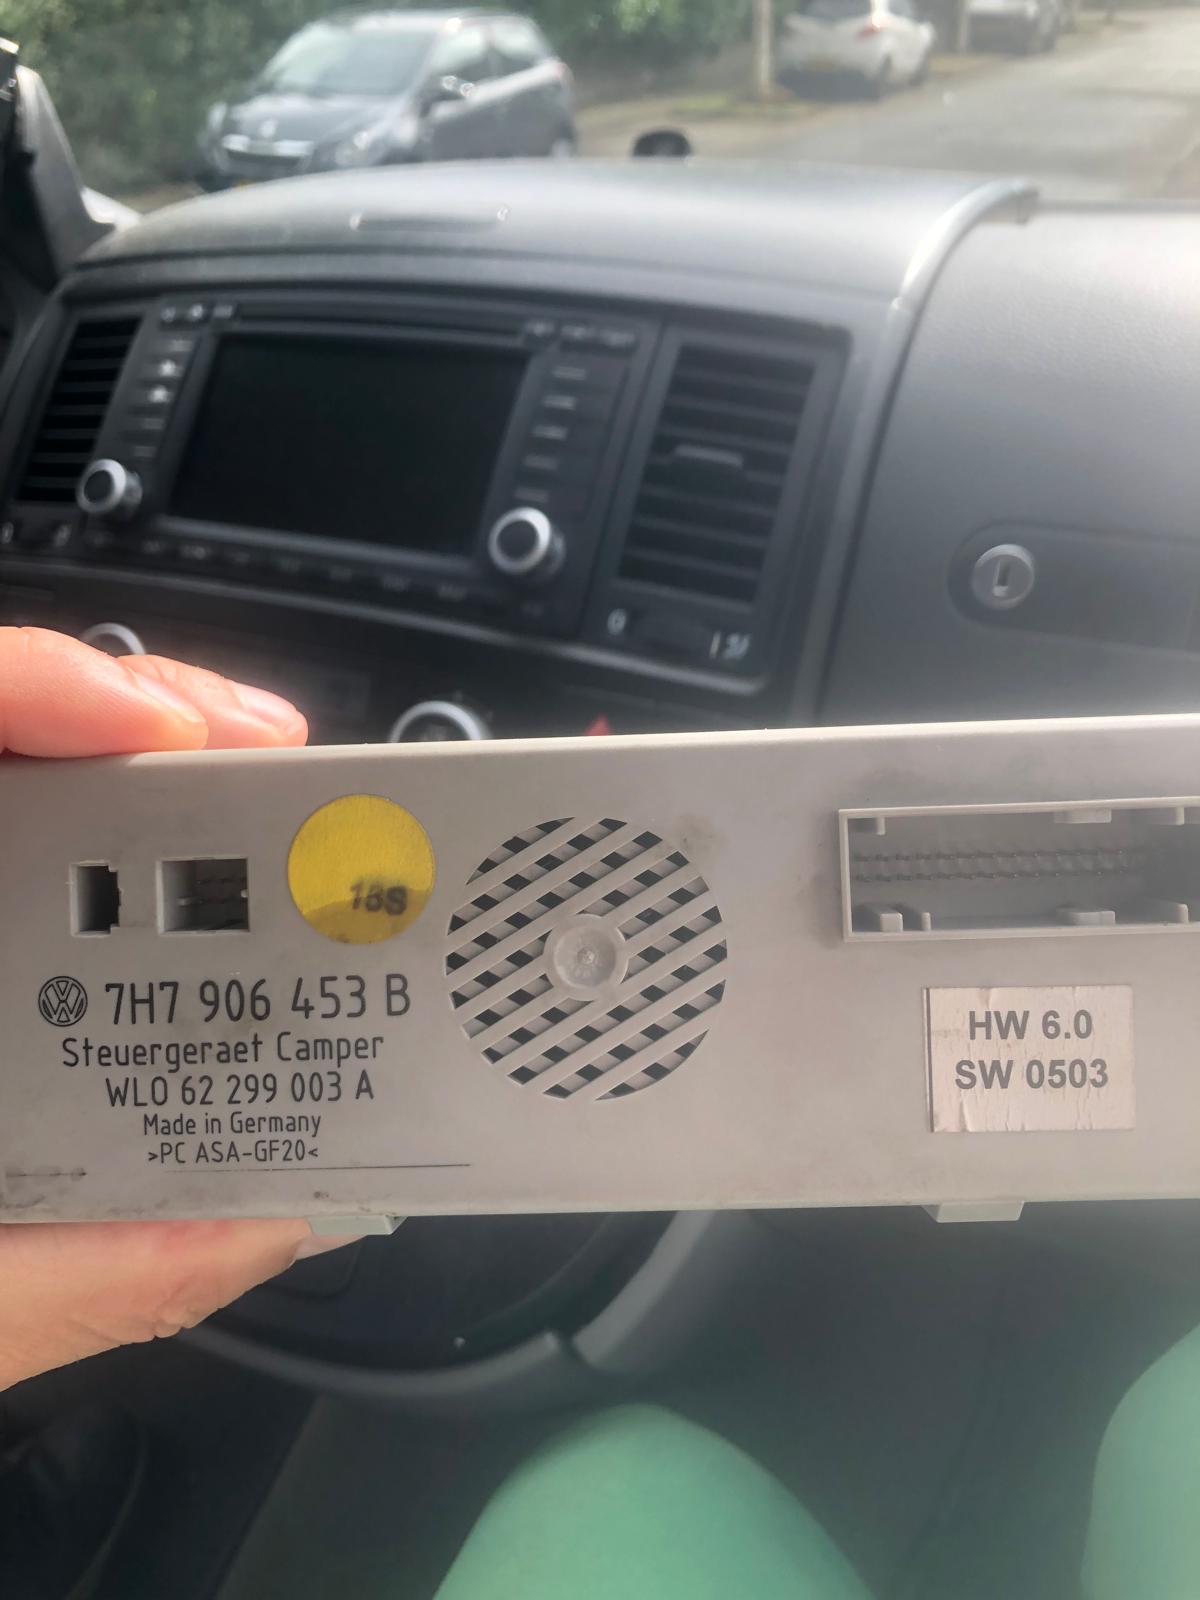 18S
7H7 906 453 B
Steuergeraet Camper
WLO 62 299 003 A
Made in Germany
>PC ASA-GF20<
HW 6.0
SW 0503